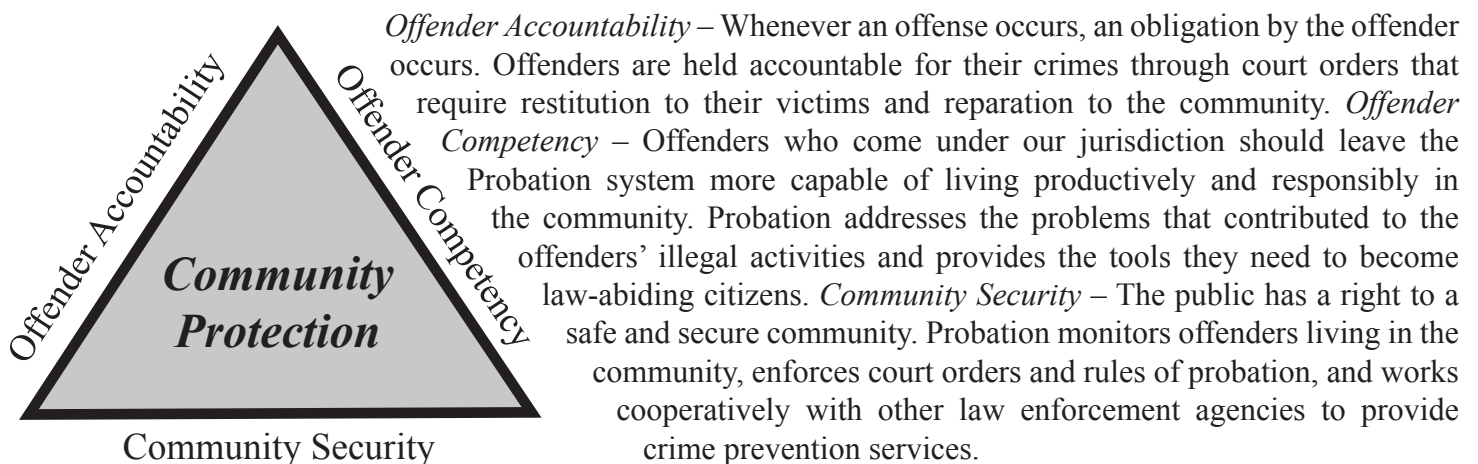 Offender Accountability
Offender Competency
Community
Protection
Community Security
Offender Accountability – Whenever an offense occurs, an obligation by the offender
occurs. Offenders are held accountable for their crimes through court orders that
require restitution to their victims and reparation to the community. Offender
Competency – Offenders who come under our jurisdiction should leave the
Probation system more capable of living productively and responsibly in
the community. Probation addresses the problems that contributed to the
offenders’ illegal activities and provides the tools they need to become
law-abiding citizens. Community Security – The public has a right to a
safe and secure community. Probation monitors offenders living in the
community, enforces court orders and rules of probation, and works
cooperatively with other law enforcement agencies to provide
crime prevention services.